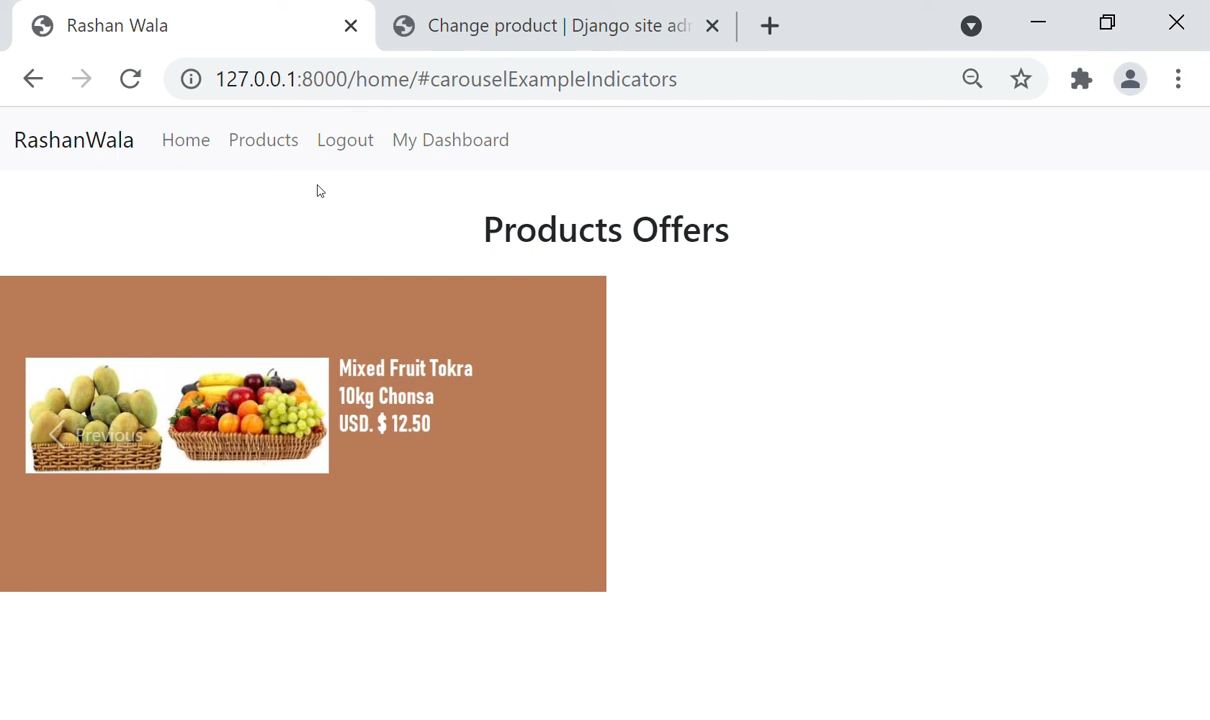 Rashan Wala
Change product | Django site adr
127.0.0.1:8000/home/#carouselExampleIndicators
RashanWala Home Products Logout My Dashboard
Products Offers
Mixed Fruit Tokra
10kg Chonsa
USD. $ 12.50
Previous